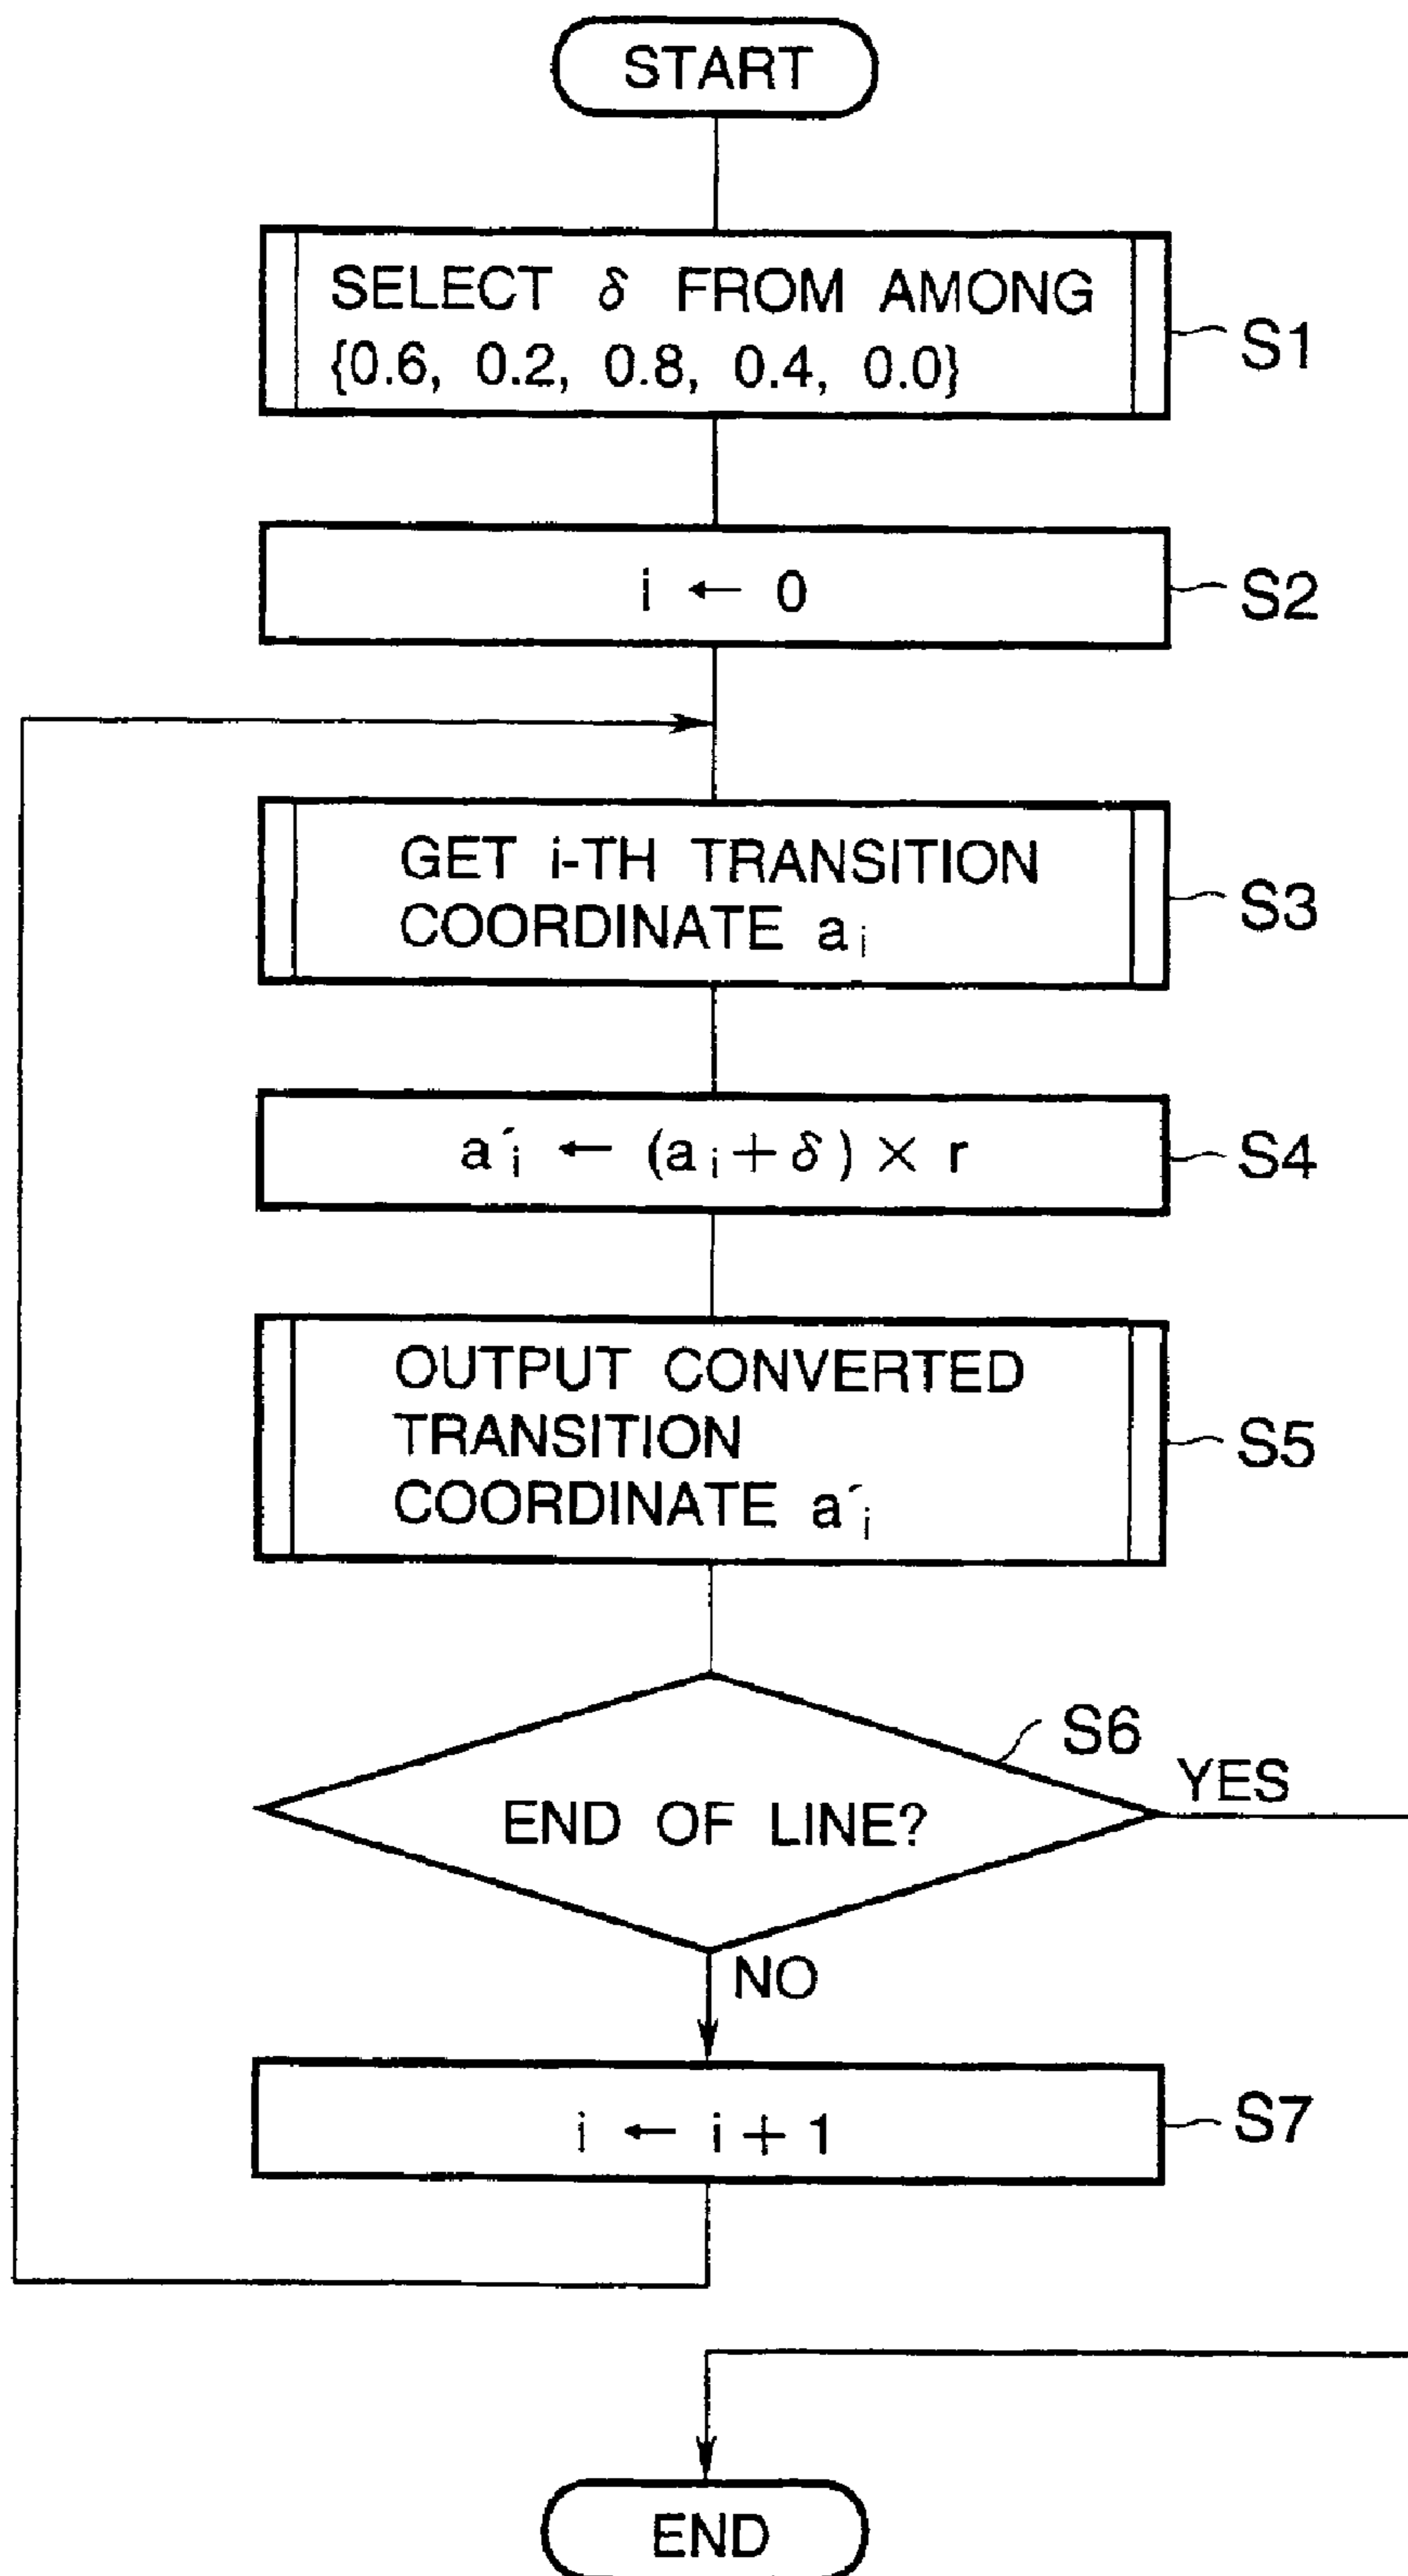 START
SELECT δ FROM AMONG
{0.6, 0.2, 0.8, 0.4, 0.0}
S1
i ← 0
S2
GET i-TH TRANSITION
COORDINATE aᵢ
S3
a´ᵢ ← (aᵢ+δ) × r
S4
OUTPUT CONVERTED
TRANSITION
COORDINATE a´ᵢ
S5
S6
YES
END OF LINE?
NO
i ← i + 1
S7
END